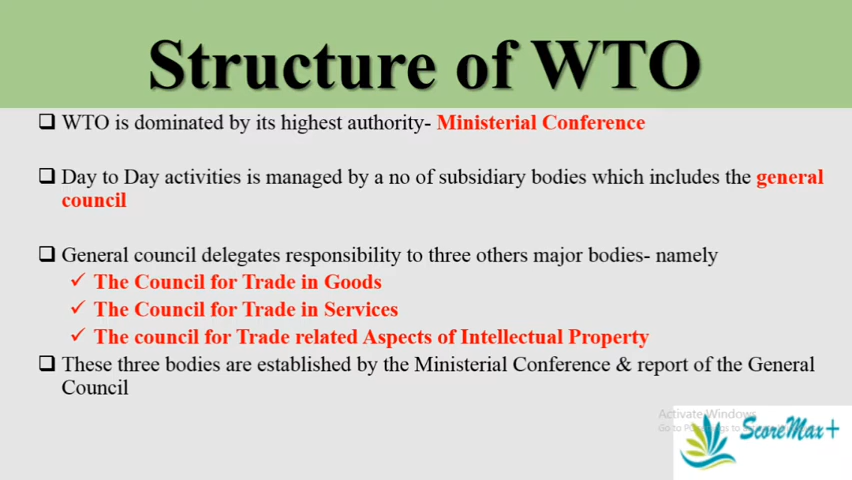 Structure of WTO
WTO is dominated by its highest authority- Ministerial Conference
Day to Day activities is managed by a no of subsidiary bodies which includes the general
council
General council delegates responsibility to three others major bodies- namely
✓ The Council for Trade in Goods
✓ The Council for Trade in Services
✓ The council for Trade related Aspects of Intellectual Property
These three bodies are established by the Ministerial Conference & report of the General
Council
Activate Windows
Go to
ScoreMax+